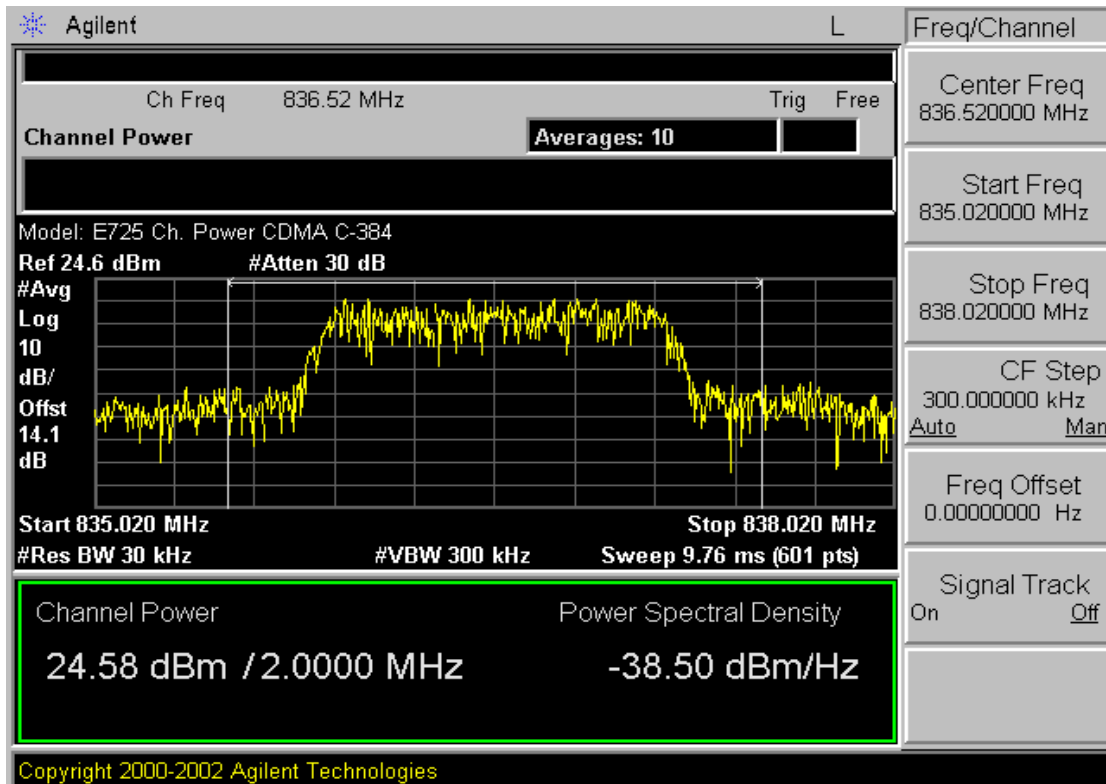 Agilent L Freq/Channel
Ch Freq 836.52 MHz Trig Free
Channel Power Averages: 10
Center Freq
836.520000 MHz
Start Freq
835.020000 MHz
Model: E725 Ch. Power CDMA C-384
Ref 24.6 dBm #Atten 30 dB
#Avg
Log
10
dB/
Offst
14.1
dB
Stop Freq
838.020000 MHz
CF Step
300.000000 kHz
Auto Man
Start 835.020 MHz Stop 838.020 MHz
#Res BW 30 kHz #VBW 300 kHz Sweep 9.76 ms (601 pts)
Freq Offset
0.00000000 Hz
Signal Track
On Off
Channel Power Power Spectral Density
24.58 dBm / 2.0000 MHz -38.50 dBm/Hz
Copyright 2000-2002 Agilent Technologies